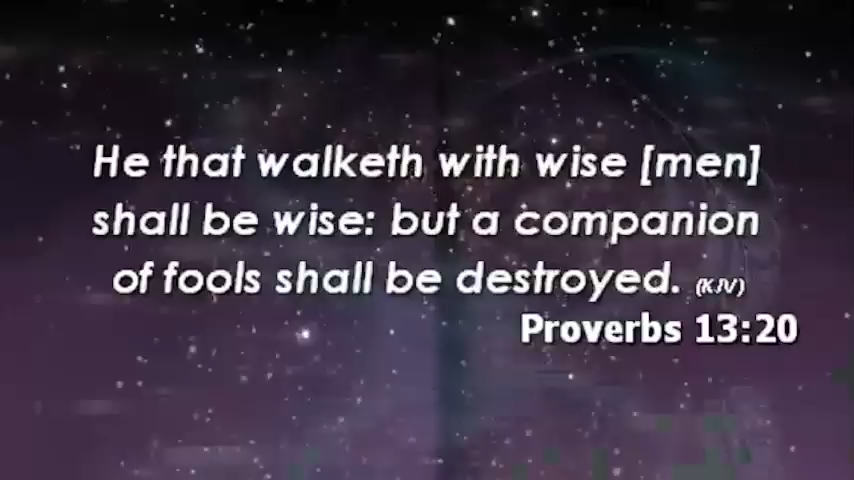 He that walketh with wise [men]
shall be wise: but a companion
of fools shall be destroyed. (KJV)
Proverbs 13:20